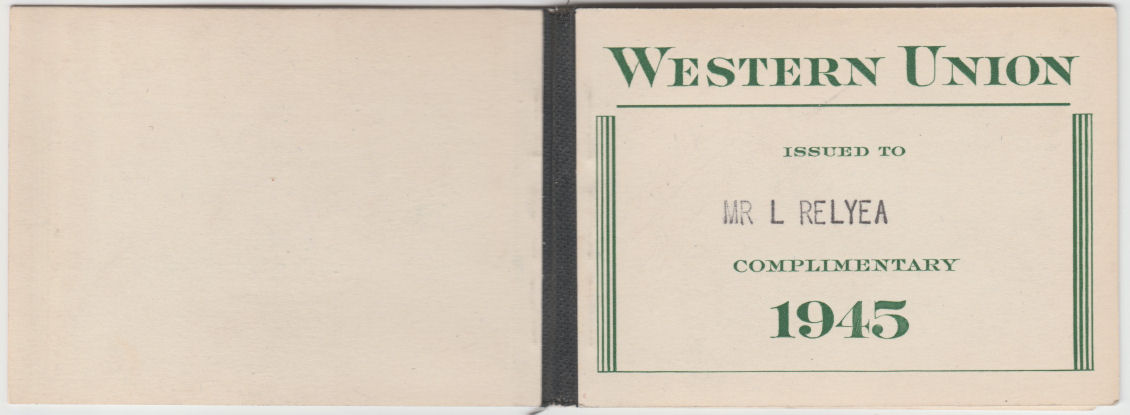 WESTERN UNION
ISSUED TO
MR L RELYEA
COMPLIMENTARY
1945